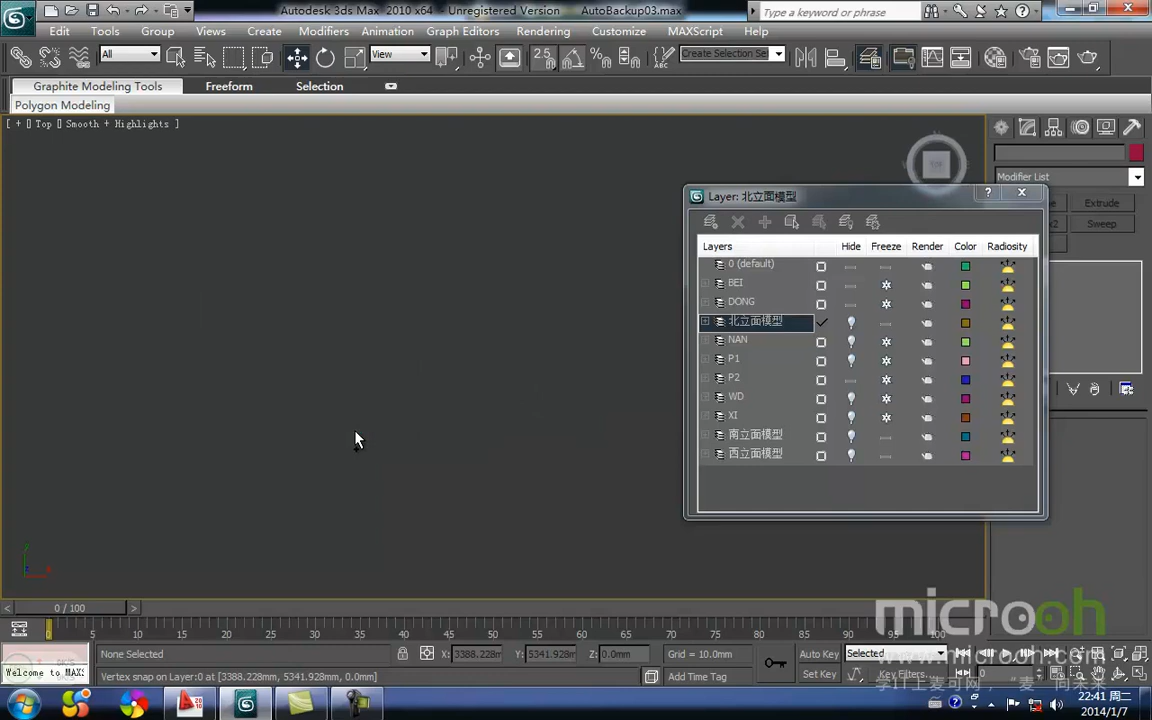 Autodesk 3ds Max 2010 x64 - Unregistered Version AutoBackup03.max
Type a keyword or phrase
Edit Tools Group Views Create Modifiers Animation Graph Editors Rendering Customize MAXScript Help
All View 2.5 Create Selection Se
Graphite Modeling Tools Freeform Selection
Polygon Modeling
[ + [] Top [] Smooth + Highlights ]
TOP
Modifier List
Extrude
Sweep
Layer: 北立面模型
Layers Hide Freeze Render Color Radiosity
0 (default)
BEI
DONG
北立面模型
NAN
P1
P2
WD
XI
南立面模型
西立面模型
microoh
0 / 100
0 5 10 15 20 25 30 35 40 45 50 55 60 65 70 75 80 85 90 95 100
None Selected X: 3388.228m Y: 5341.928m Z: 0.0mm Grid = 10.0mm Auto Key Selected
www.microoh.com
Welcome to MAX: Vertex snap on Layer:0 at [3388.228mm, 5341.928mm, 0.0mm] Add Time Tag Set Key Key Filters...
22:41 周二
2014/1/7